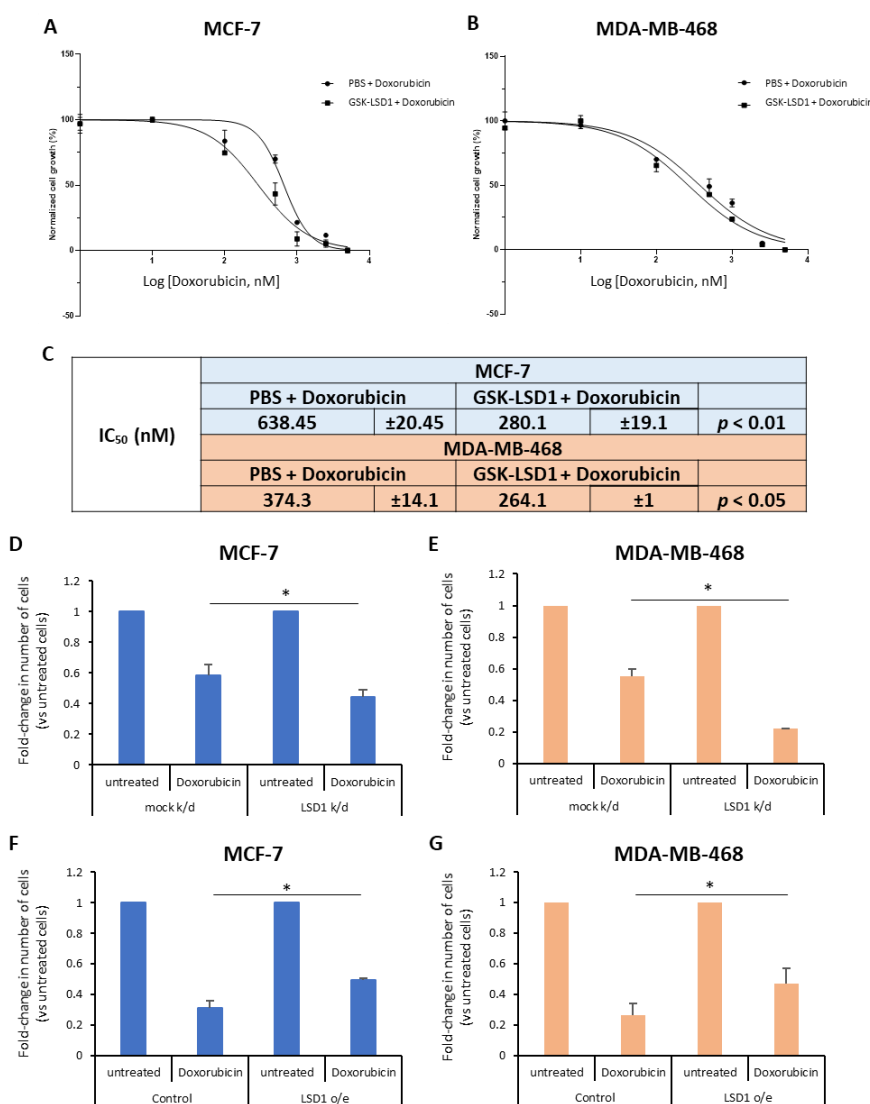 A
MCF-7
150
100
50
0
-50
Normalized cell growth (%)
PBS + Doxorubicin
GSK-LSD1 + Doxorubicin
1
2
3
4
Log [Doxorubicin, nM]
B
MDA-MB-468
150
100
50
0
-50
Normalized cell growth (%)
PBS + Doxorubicin
GSK-LSD1 + Doxorubicin
1
2
3
4
Log [Doxorubicin, nM]
C
IC₅₀ (nM)
MCF-7
PBS + Doxorubicin GSK-LSD1 + Doxorubicin
638.45 ±20.45 280.1 ±19.1 p < 0.01
MDA-MB-468
PBS + Doxorubicin GSK-LSD1 + Doxorubicin
374.3 ±14.1 264.1 ±1 p < 0.05
D
MCF-7
Fold-change in number of cells
(vs untreated cells)
1.2
1
0.8
0.6
0.4
0.2
0
*
untreated Doxorubicin untreated Doxorubicin
mock k/d LSD1 k/d
E
MDA-MB-468
Fold-change in number of cells
(vs untreated cells)
1.2
1
0.8
0.6
0.4
0.2
0
*
untreated Doxorubicin untreated Doxorubicin
mock k/d LSD1 k/d
F
MCF-7
Fold-change in number of cells
(vs untreated cells)
1.2
1
0.8
0.6
0.4
0.2
0
*
untreated Doxorubicin untreated Doxorubicin
Control LSD1 o/e
G
MDA-MB-468
Fold-change in number of cells
(vs untreated cells)
1.2
1
0.8
0.6
0.4
0.2
0
*
untreated Doxorubicin untreated Doxorubicin
Control LSD1 o/e